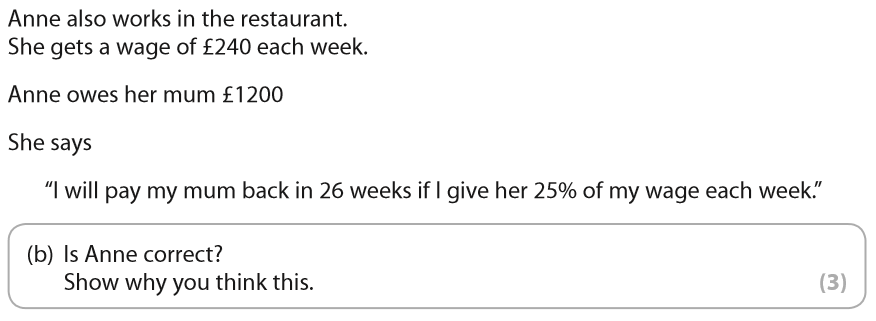 Anne also works in the restaurant.
She gets a wage of £240 each week.
Anne owes her mum £1200
She says
“I will pay my mum back in 26 weeks if I give her 25% of my wage each week.”
(b) Is Anne correct?
Show why you think this.
(3)